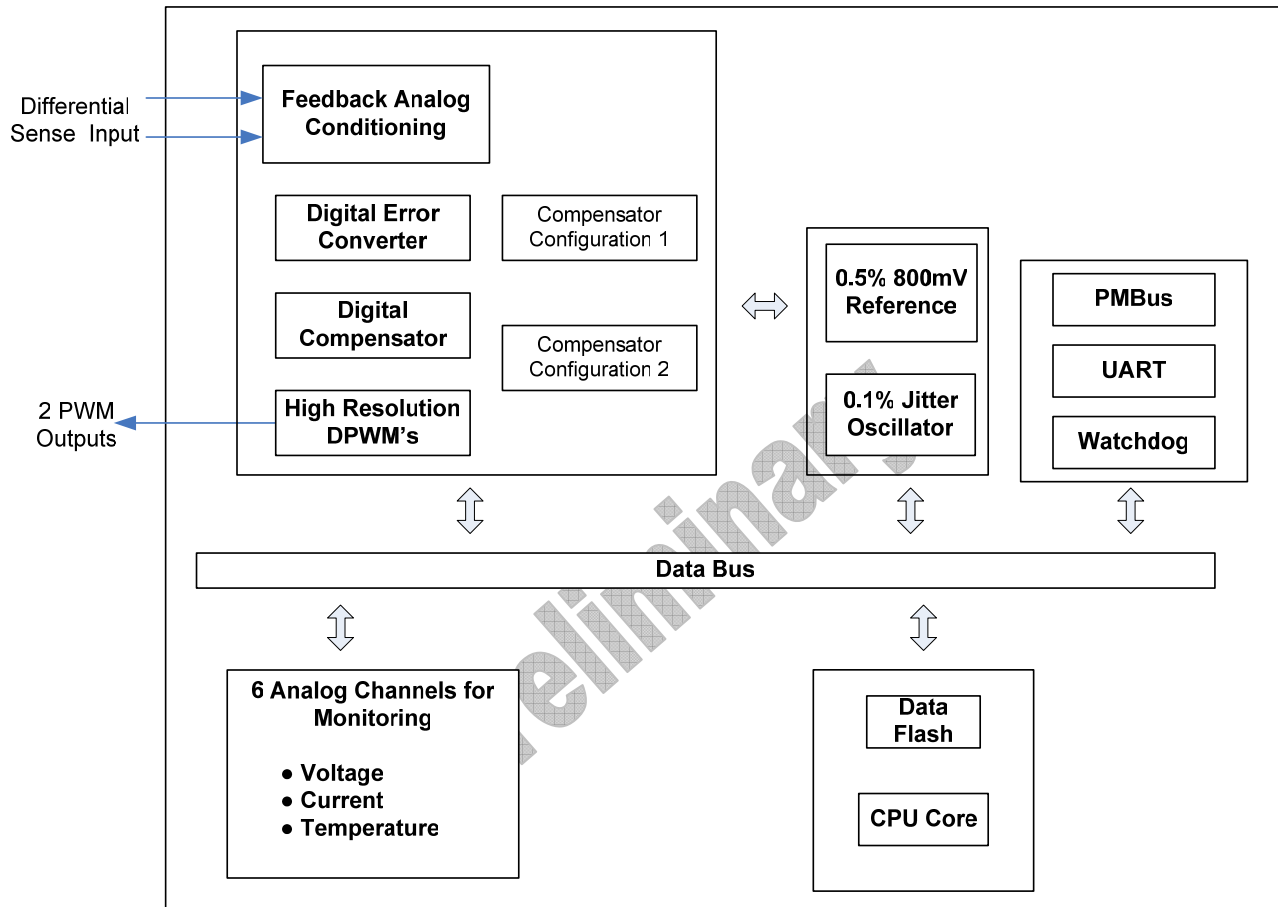 Differential
Sense Input
Feedback Analog
Conditioning
Digital Error
Converter
Compensator
Configuration 1
Digital
Compensator
Compensator
Configuration 2
2 PWM
Outputs
High Resolution
DPWM's
0.5% 800mV
Reference
0.1% Jitter
Oscillator
PMBus
UART
Watchdog
Data Bus
6 Analog Channels for
Monitoring
● Voltage
● Current
● Temperature
Data
Flash
CPU Core
Preliminary